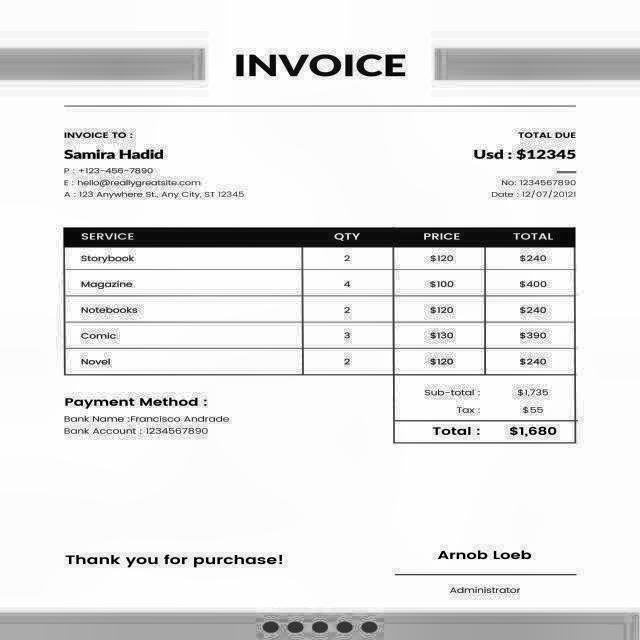 INVOICE
INVOICE TO :
TOTAL DUE
Samira Hadid
Usd : $12345
P : +123-456-7890
E : hello@reallygreatsite.com
No: 1234567890
A : 123 Anywhere St., Any City, ST 12345
Date : 12/07/20121
SERVICE QTY PRICE TOTAL
Storybook 2 $120 $240
Magazine 4 $100 $400
Notebooks 2 $120 $240
Comic 3 $130 $390
Novel 2 $120 $240
Sub-total : $1,735
Tax : $55
Total : $1,680
Payment Method :
Bank Name :Francisco Andrade
Bank Account : 1234567890
Thank you for purchase!
Arnob Loeb
Administrator